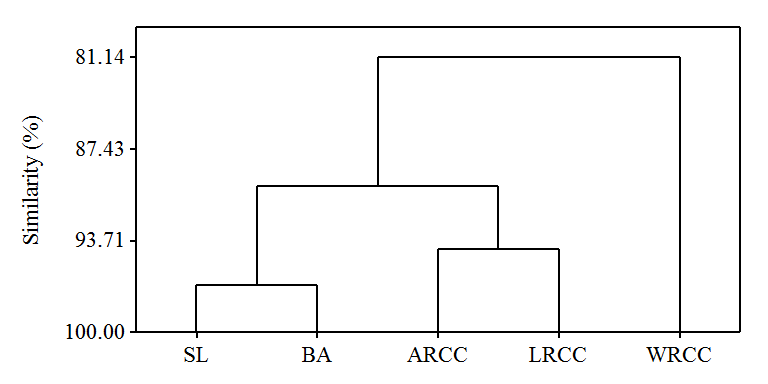 81.14
87.43
Similarity (%)
93.71
100.00
SL BA ARCC LRCC WRCC